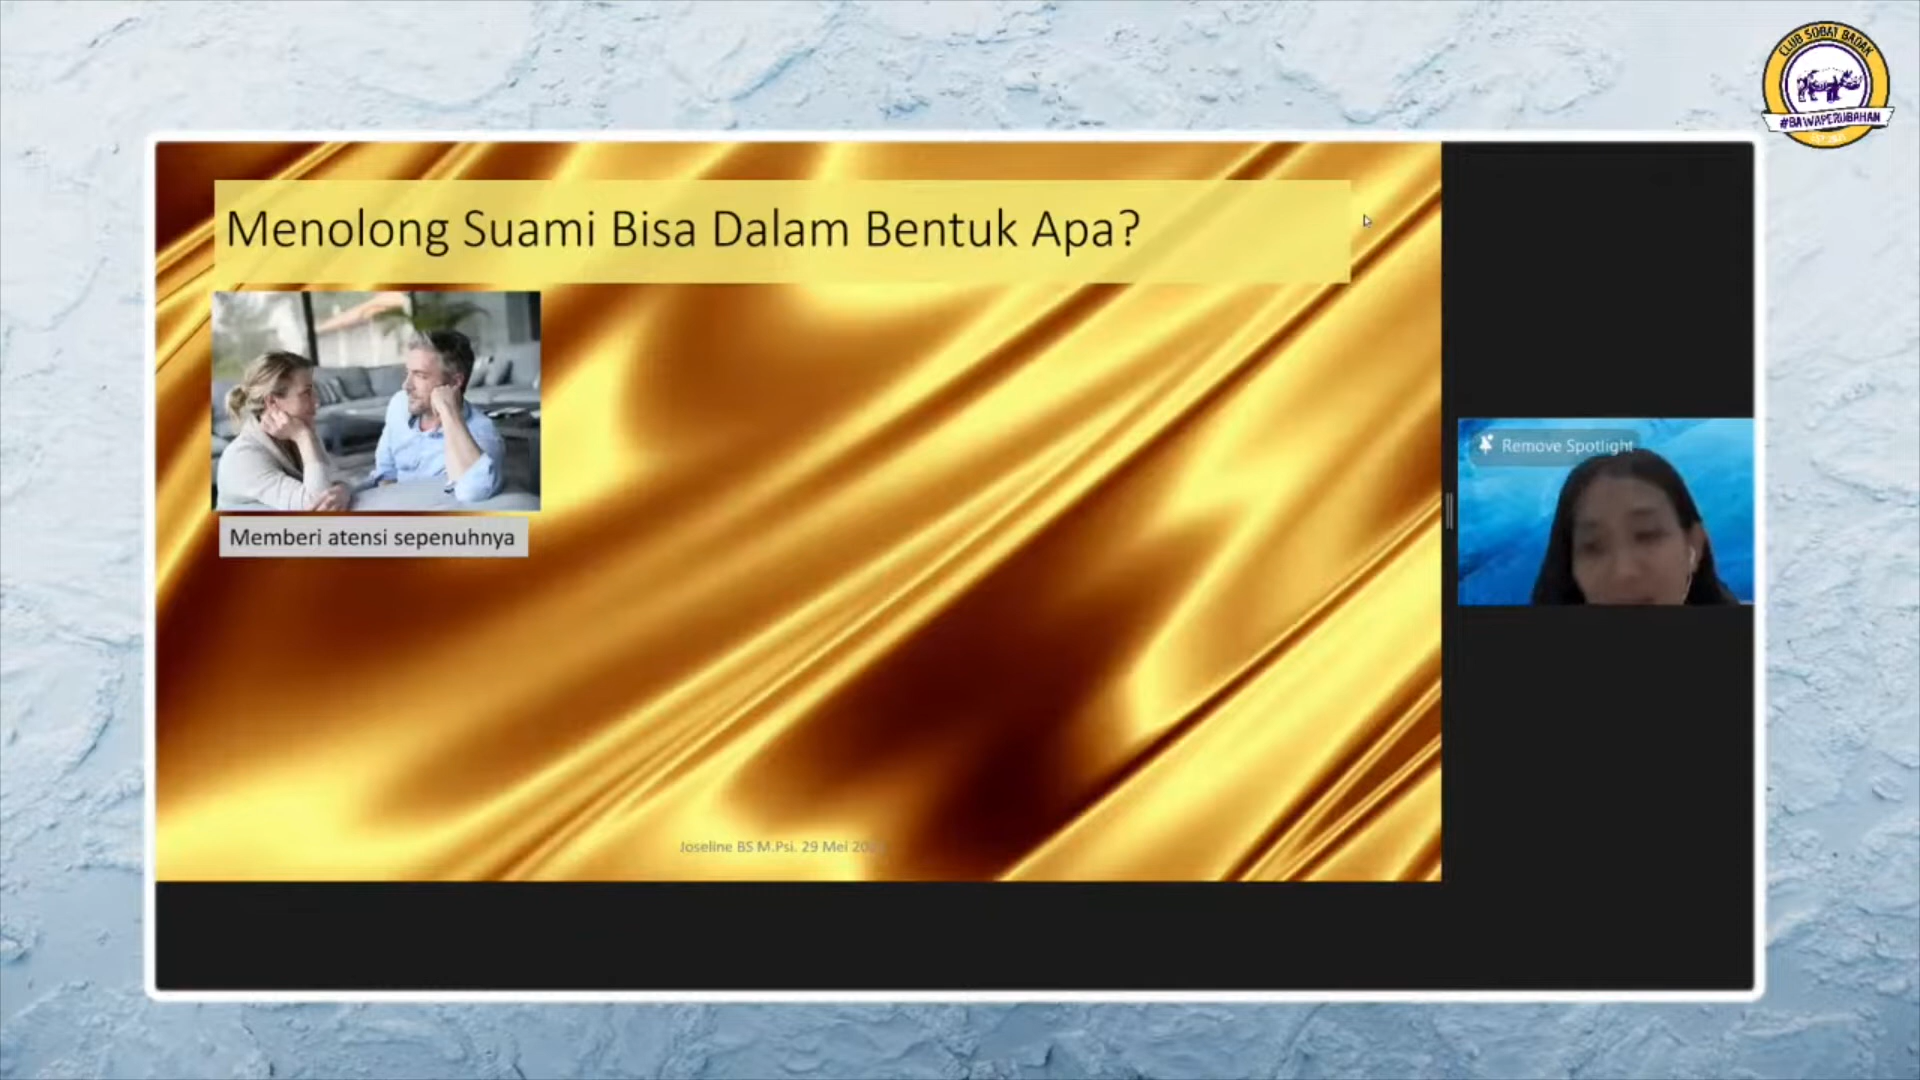 CLUB SOBAT BADAK
#BAWAPERUBAHAN
Menolong Suami Bisa Dalam Bentuk Apa?
Remove Spotlight
Memberi atensi sepenuhnya
Joseline BS M.Psi. 29 Mei